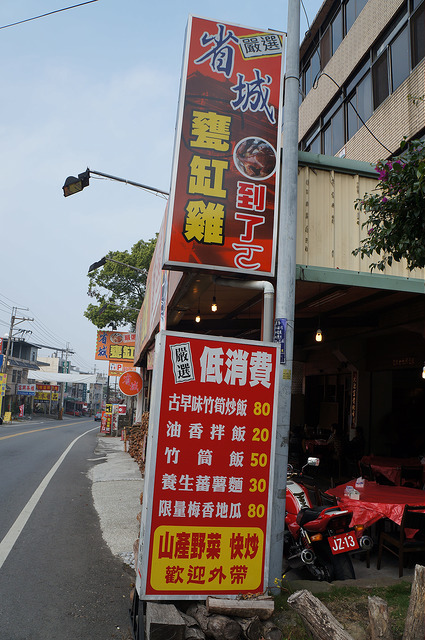 嚴選
省城
甕缸雞
到了
嚴選
低消費
古早味竹筍炒飯 80
油香拌飯 20
竹筒飯 50
養生蕃薯麵 30
限量梅香地瓜 80
山產野菜 快炒
歡迎外帶
JZ-13